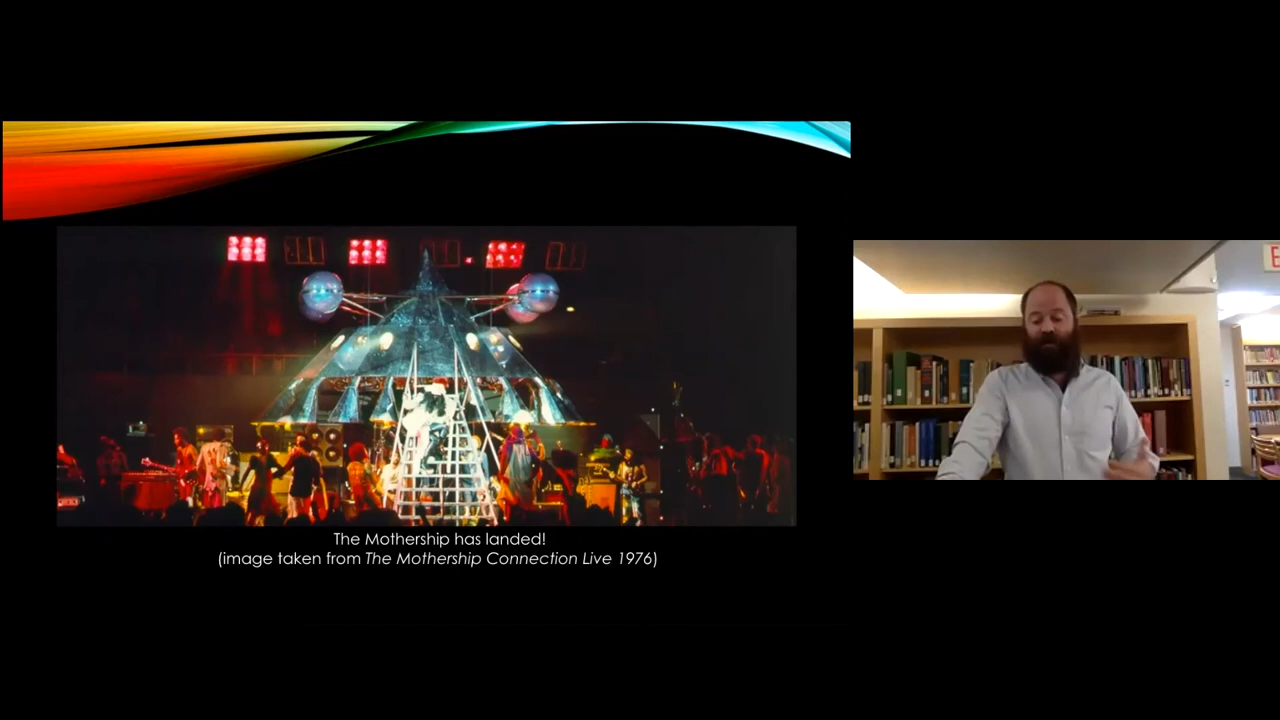 The Mothership has landed!
(image taken from The Mothership Connection Live 1976)